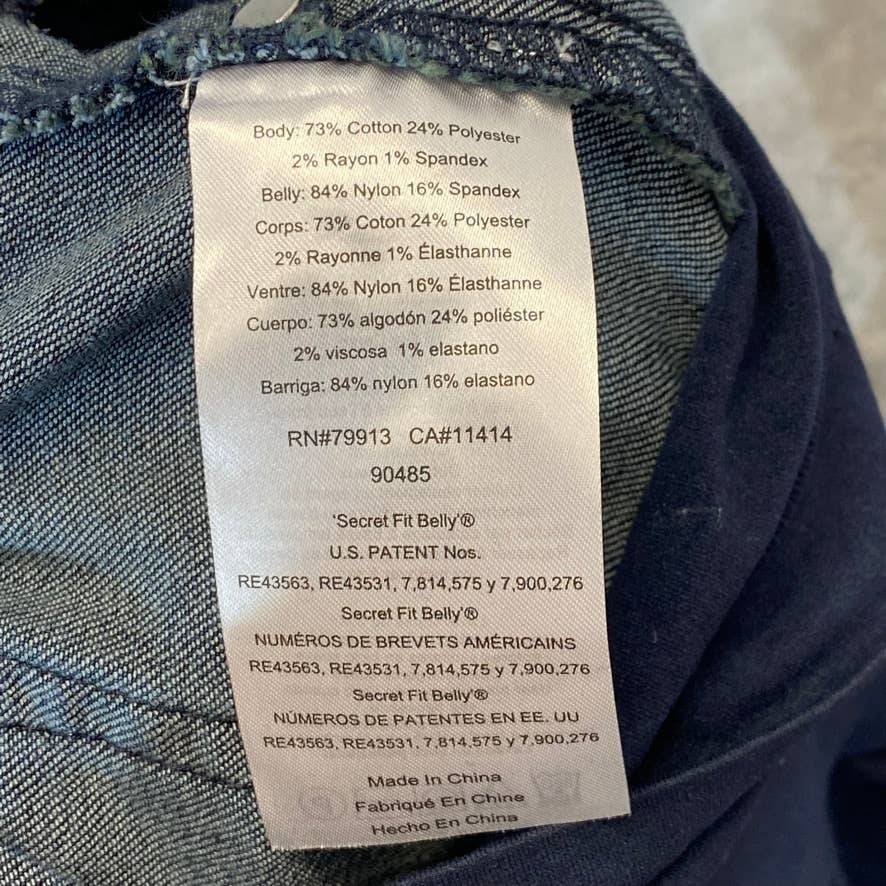 Body: 73% Cotton 24% Polyester
2% Rayon 1% Spandex
Belly: 84% Nylon 16% Spandex
Corps: 73% Coton 24% Polyester
2% Rayonne 1% Élasthanne
Ventre: 84% Nylon 16% Élasthanne
Cuerpo: 73% algodón 24% poliéster
2% viscosa 1% elastano
Barriga: 84% nylon 16% elastano
RN#79913 CA#11414
90485
'Secret Fit Belly'®
U.S. PATENT Nos.
RE43563, RE43531, 7,814,575 y 7,900,276
Secret Fit Belly'®
NUMÉROS DE BREVETS AMÉRICAINS
RE43563, RE43531, 7,814,575 y 7,900,276
Secret Fit Belly'®
NÚMEROS DE PATENTES EN EE. UU
RE43563, RE43531, 7,814,575 y 7,900,276
Made In China
Fabriqué En Chine
Hecho En China